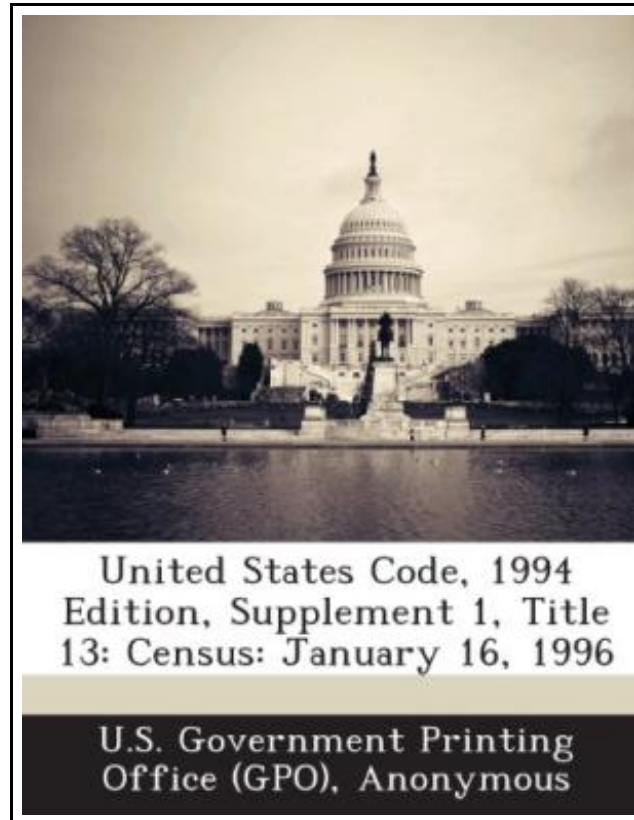 United States Code, 1994
Edition, Supplement 1, Title
13: Census: January 16, 1996
U.S. Government Printing
Office (GPO), Anonymous